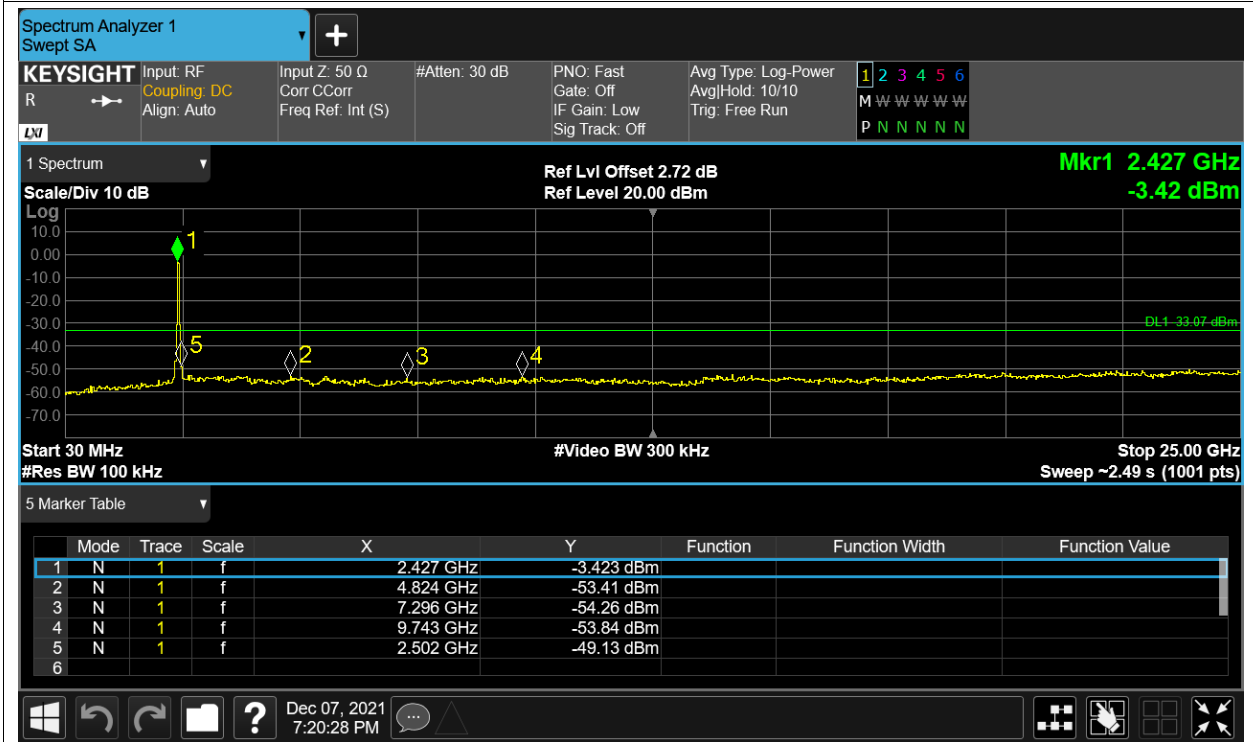 Spectrum Analyzer 1
Swept SA
+
KEYSIGHT Input: RF Input Z: 50 Ω #Atten: 30 dB PNO: Fast Avg Type: Log-Power 1 2 3 4 5 6
R Coupling: DC Corr CCorr Gate: Off Avg|Hold: 10/10 M W W W W W
Align: Auto Freq Ref: Int (S) IF Gain: Low Trig: Free Run
LXI Sig Track: Off P N N N N N N
1 Spectrum Ref Lvl Offset 2.72 dB Mkr1 2.427 GHz
Scale/Div 10 dB Ref Level 20.00 dBm -3.42 dBm
Log
10.0 1
0.00
-10.0
-20.0
-30.0 DL1 -33.07 dBm
-40.0 5 2 3 4
-50.0
-60.0
-70.0
Start 30 MHz #Video BW 300 kHz Stop 25.00 GHz
#Res BW 100 kHz Sweep ~2.49 s (1001 pts)
5 Marker Table
Mode Trace Scale X Y Function Function Width Function Value
1 N 1 f 2.427 GHz -3.423 dBm
2 N 1 f 4.824 GHz -53.41 dBm
3 N 1 f 7.296 GHz -54.26 dBm
4 N 1 f 9.743 GHz -53.84 dBm
5 N 1 f 2.502 GHz -49.13 dBm
6
? Dec 07, 2021
7:20:28 PM